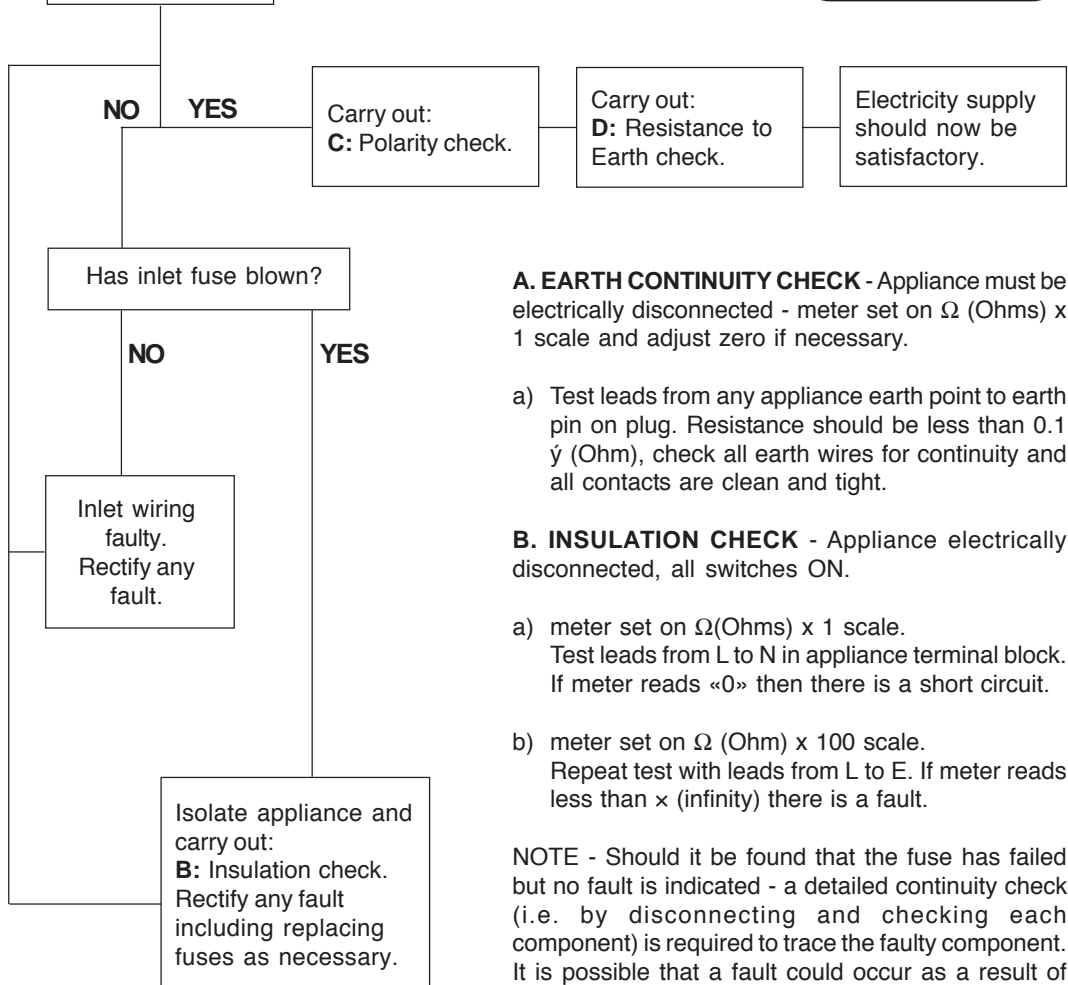 NO YES
Carry out:
C: Polarity check.
Carry out:
D: Resistance to
Earth check.
Electricity supply
should now be
satisfactory.
Has inlet fuse blown?
NO
YES
Inlet wiring
faulty.
Rectify any
fault.
Isolate appliance and
carry out:
B: Insulation check.
Rectify any fault
including replacing
fuses as necessary.
A. EARTH CONTINUITY CHECK - Appliance must be
electrically disconnected - meter set on Ω (Ohms) x
1 scale and adjust zero if necessary.
a) Test leads from any appliance earth point to earth
pin on plug. Resistance should be less than 0.1
ý (Ohm), check all earth wires for continuity and
all contacts are clean and tight.
B. INSULATION CHECK - Appliance electrically
disconnected, all switches ON.
a) meter set on Ω(Ohms) x 1 scale.
Test leads from L to N in appliance terminal block.
If meter reads «0» then there is a short circuit.
b) meter set on Ω (Ohm) x 100 scale.
Repeat test with leads from L to E. If meter reads
less than × (infinity) there is a fault.
NOTE - Should it be found that the fuse has failed
but no fault is indicated - a detailed continuity check
(i.e. by disconnecting and checking each
component) is required to trace the faulty component.
It is possible that a fault could occur as a result of